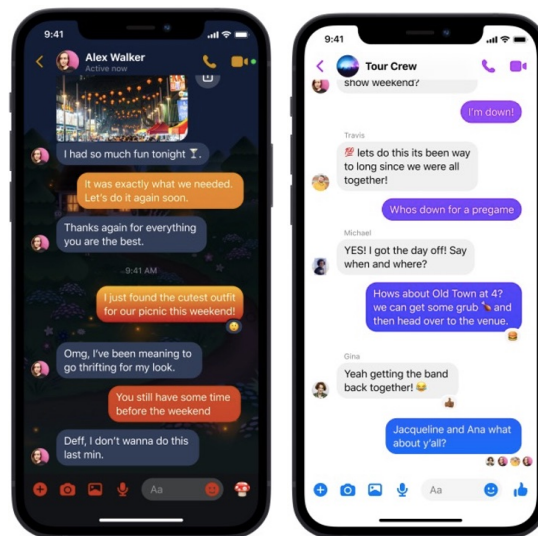 9:41
Alex Walker
Active now
I had so much fun tonight 🍸.
It was exactly what we needed.
Let's do it again soon.
Thanks again for everything
you are the best.
9:41 AM
I just found the cutest outfit
for our picnic this weekend!
Omg, I've been meaning to
go thrifting for my look.
You still have some time
before the weekend
Deff, I don't wanna do this
last min.
Aa
9:41
Tour Crew
show weekend?
I'm down!
Travis
💯 lets do this its been way
to long since we were all
together!
Whos down for a pregame
Michael
YES! I got the day off! Say
when and where?
Hows about Old Town at 4?
we can get some grub 🍗 and
then head over to the venue.
Gina
Yeah getting the band
back together! 😂
Jacqueline and Ana what
about y'all?
Aa